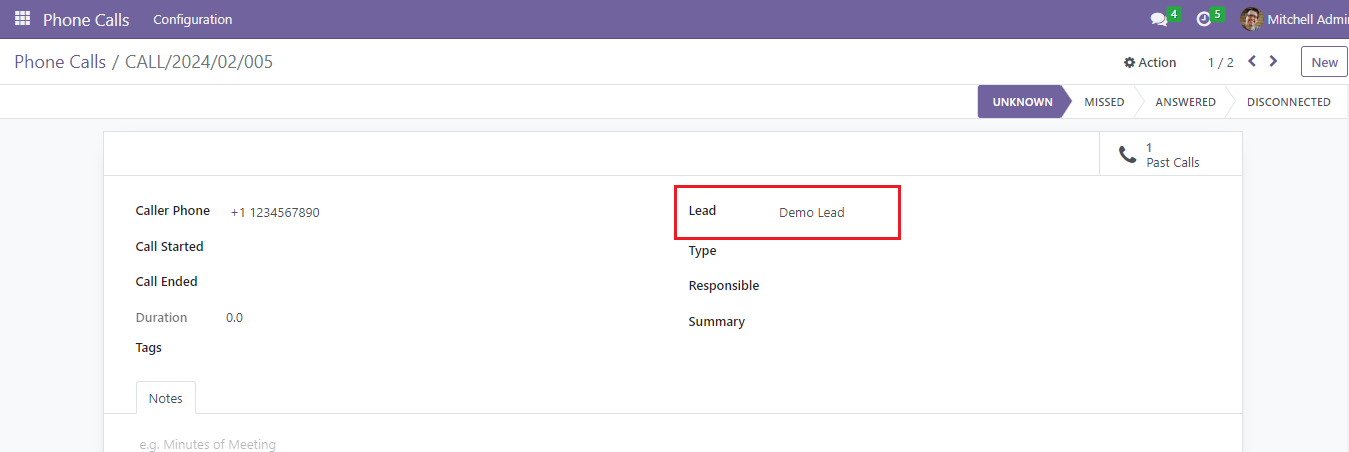 Phone Calls Configuration 4 5 Mitchell Admin
Phone Calls / CALL/2024/02/005 Action 1 / 2 New
UNKNOWN MISSED ANSWERED DISCONNECTED
1
Past Calls
Caller Phone +1 1234567890 Lead Demo Lead
Call Started Type
Call Ended Responsible
Duration 0.0 Summary
Tags
Notes
e.g. Minutes of Meeting